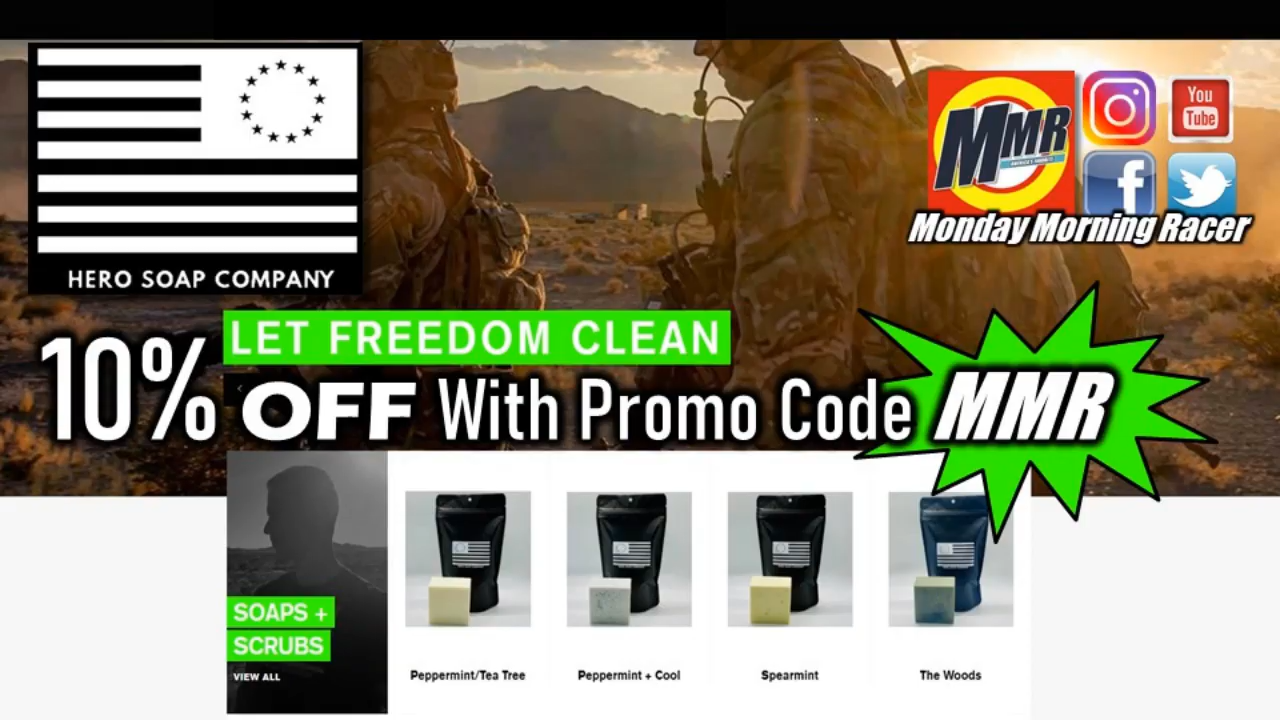 HERO SOAP COMPANY
MMR
You
Tube
Monday Morning Racer
LET FREEDOM CLEAN
10% OFF With Promo Code MMR
SOAPS +
SCRUBS
VIEW ALL
Peppermint/Tea Tree
Peppermint + Cool
Spearmint
The Woods